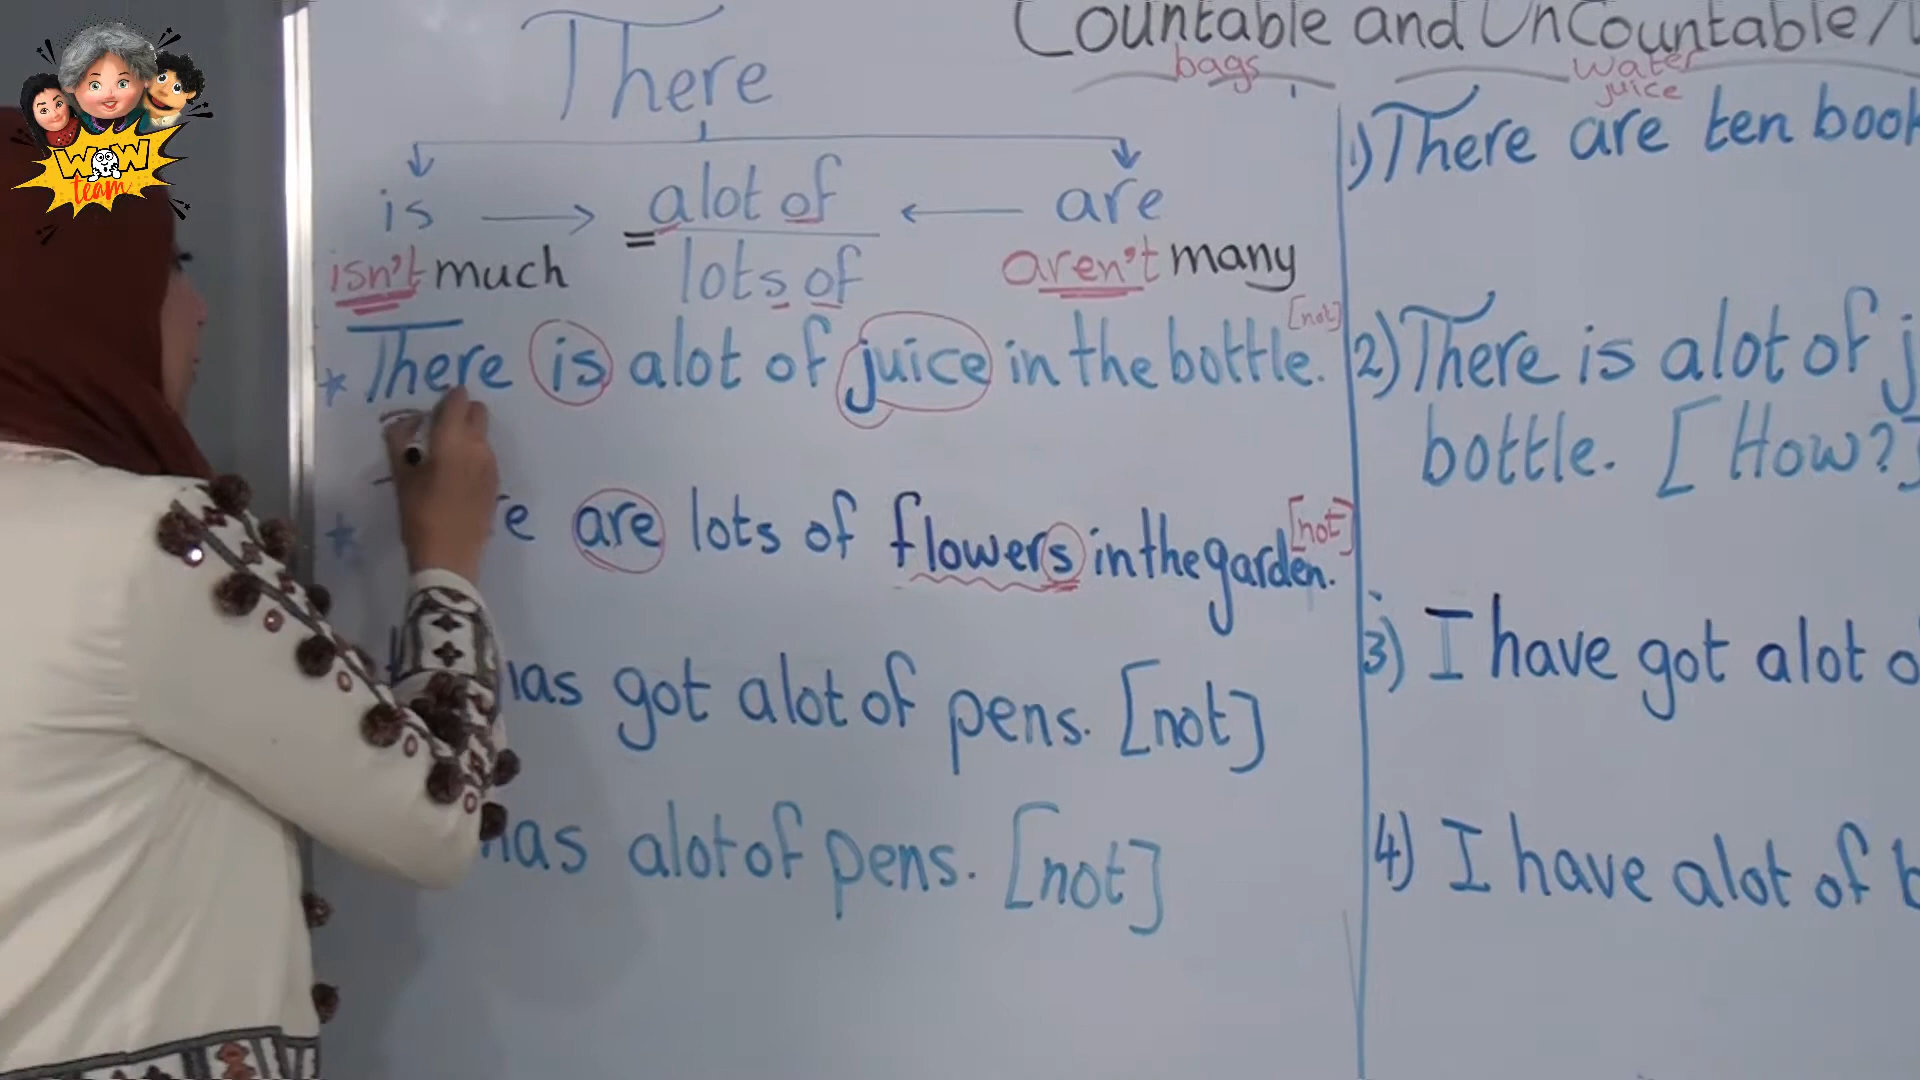 WOW
team
There
Countable and UnCountable/
bags
water
juice
is → alot of ← are
= lots of
isn't much
aren't many
There is alot of juice in the bottle. [not]
are lots of flowers in the garden. [not]
has got alot of pens. [not]
has alot of pens. [not]
1) There are ten
2) There is alot of
bottle. [How?]
3) I have got alot
4) I have alot of